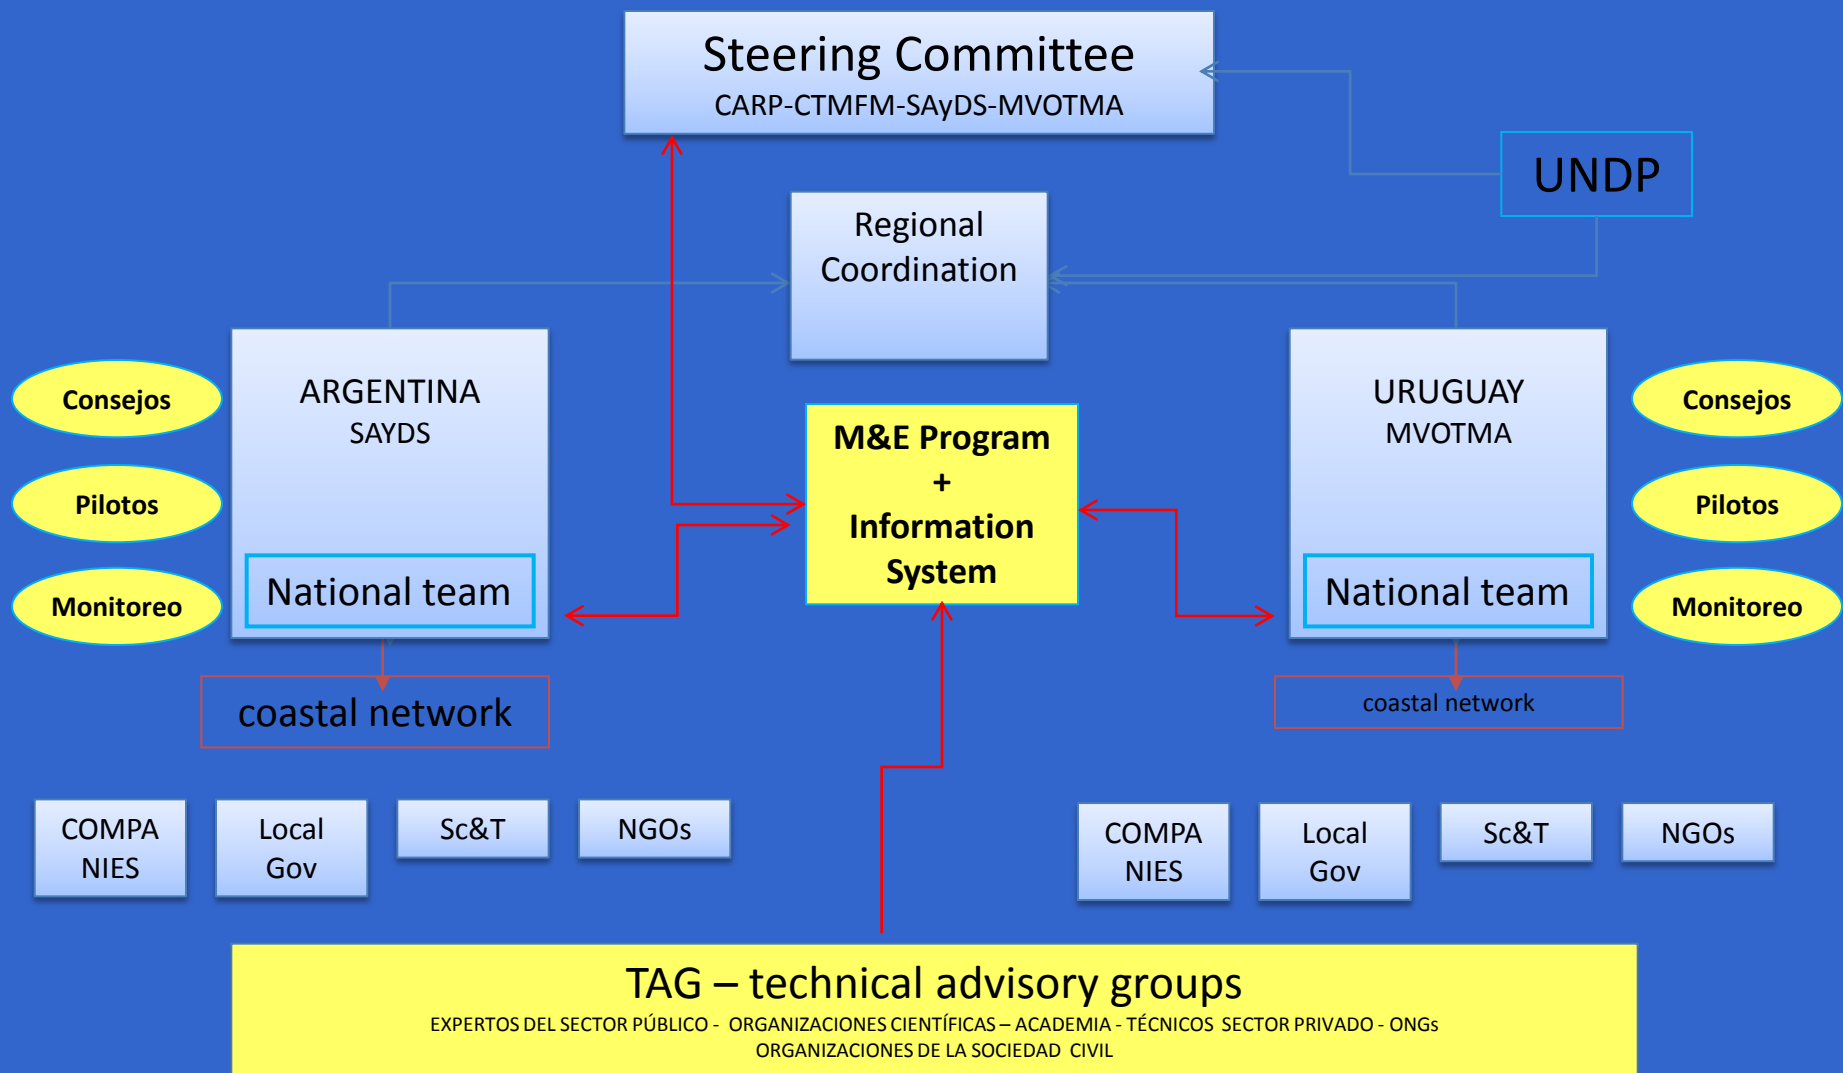 Steering Committee
CARP-CTMFM-SAyDS-MVOTMA
UNDP
Regional
Coordination
Consejos
Pilotos
Monitoreo
ARGENTINA
SAYDS
National team
M&E Program
+
Information
System
URUGUAY
MVOTMA
National team
Consejos
Pilotos
Monitoreo
coastal network
coastal network
COMPA
NIES
Local
Gov
Sc&T
NGOs
COMPA
NIES
Local
Gov
Sc&T
NGOs
TAG – technical advisory groups
EXPERTOS DEL SECTOR PÚBLICO - ORGANIZACIONES CIENTÍFICAS – ACADEMIA - TÉCNICOS SECTOR PRIVADO - ONGs
ORGANIZACIONES DE LA SOCIEDAD CIVIL